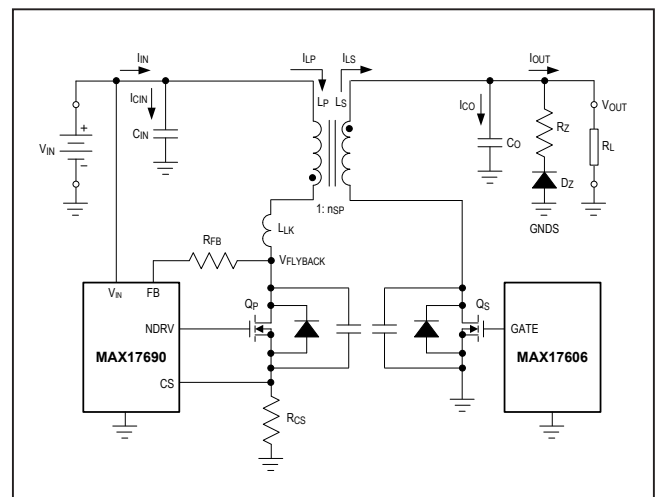 IIN
ILP
ILS
IOUT
ICIN
LP
LS
ICO
VOUT
VIN
+
−
CIN
CO
RZ
RL
DZ
1: nSP
GNDS
LLK
RFB
VFLYBACK
VIN
FB
QP
QS
NDRV
GATE
MAX17690
MAX17606
CS
RCS